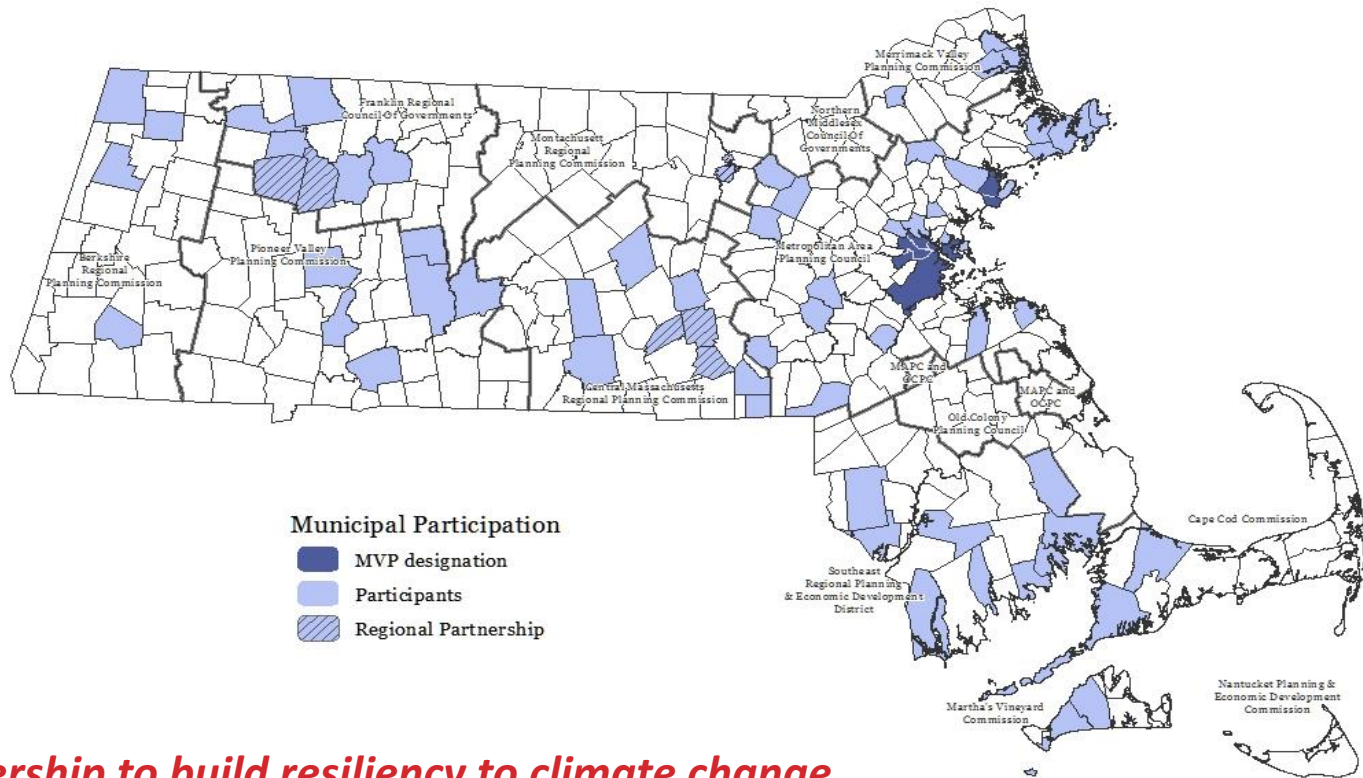 Merrimack Valley
Planning Commission
Franklin Regional
Council Of Governments
Northern
Middlesex
Council Of
Governments
Montachusett
Regional
Planning Commission
Metropolitan Area
Planning Council
Pioneer Valley
Planning Commission
Berkshire
Regional
Planning Commission
MAPC and
OCPC
MAPC and
OCPC
Central Massachusetts
Regional Planning Commission
Old Colony
Planning Council
Cape Cod Commission
Municipal Participation
MVP designation
Participants
Regional Partnership
Southeast
Regional Planning
& Economic Development
District
Martha's Vineyard
Commission
Nantucket Planning &
Economic Development
Commission
ership to build resiliency to climate change